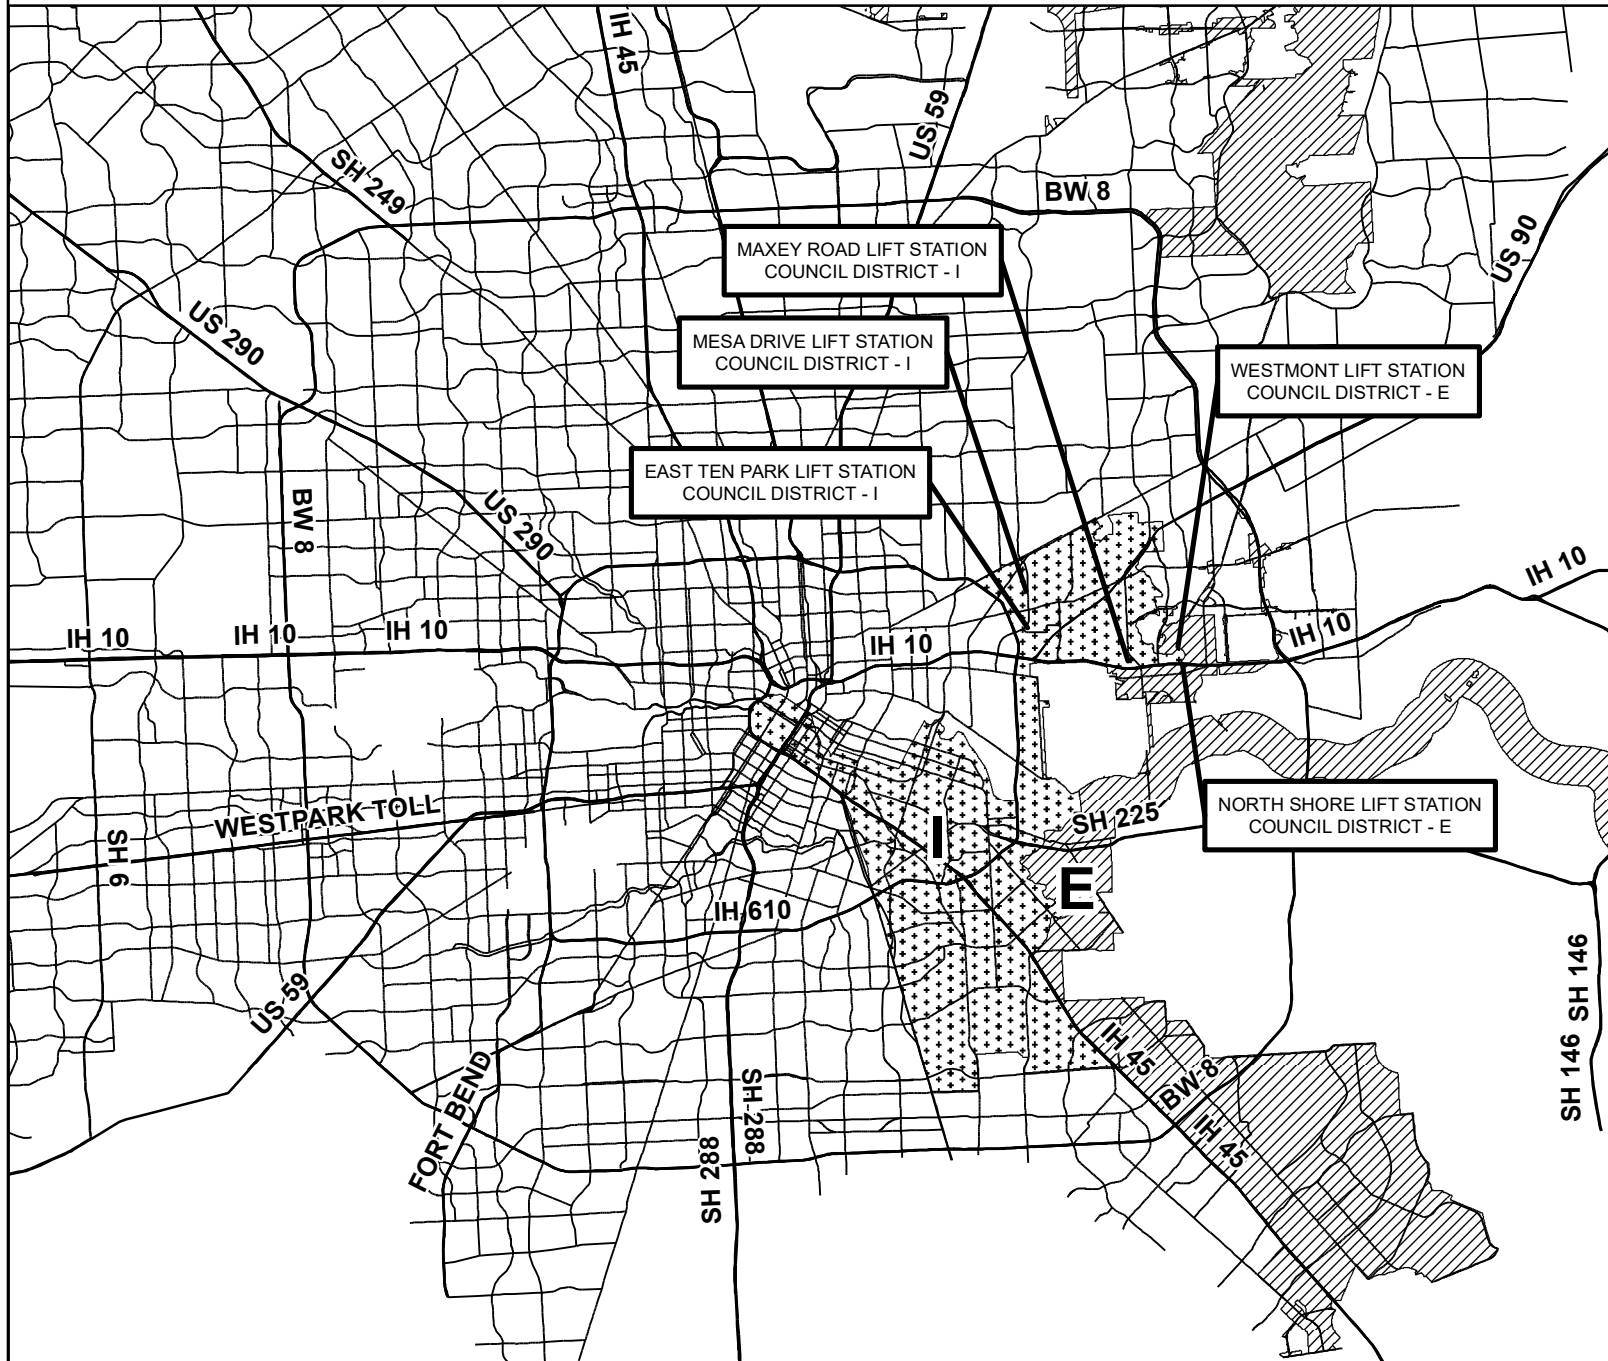 IH 45
US 59
SH 249
BW 8
US 90
MAXEY ROAD LIFT STATION
COUNCIL DISTRICT - I
US 290
MESA DRIVE LIFT STATION
COUNCIL DISTRICT - I
WESTMONT LIFT STATION
COUNCIL DISTRICT - E
EAST TEN PARK LIFT STATION
COUNCIL DISTRICT - I
BW 8
US 290
IH 10
IH 10
IH 10
IH 10
IH 10
IH 10
WESTPARK TOLL
SH 6
NORTH SHORE LIFT STATION
COUNCIL DISTRICT - E
SH 225
I
E
IH 610
US 59
SH 146
SH 146
IH 45
BW 8
IH 45
FORT BEND
SH 288
SH 288